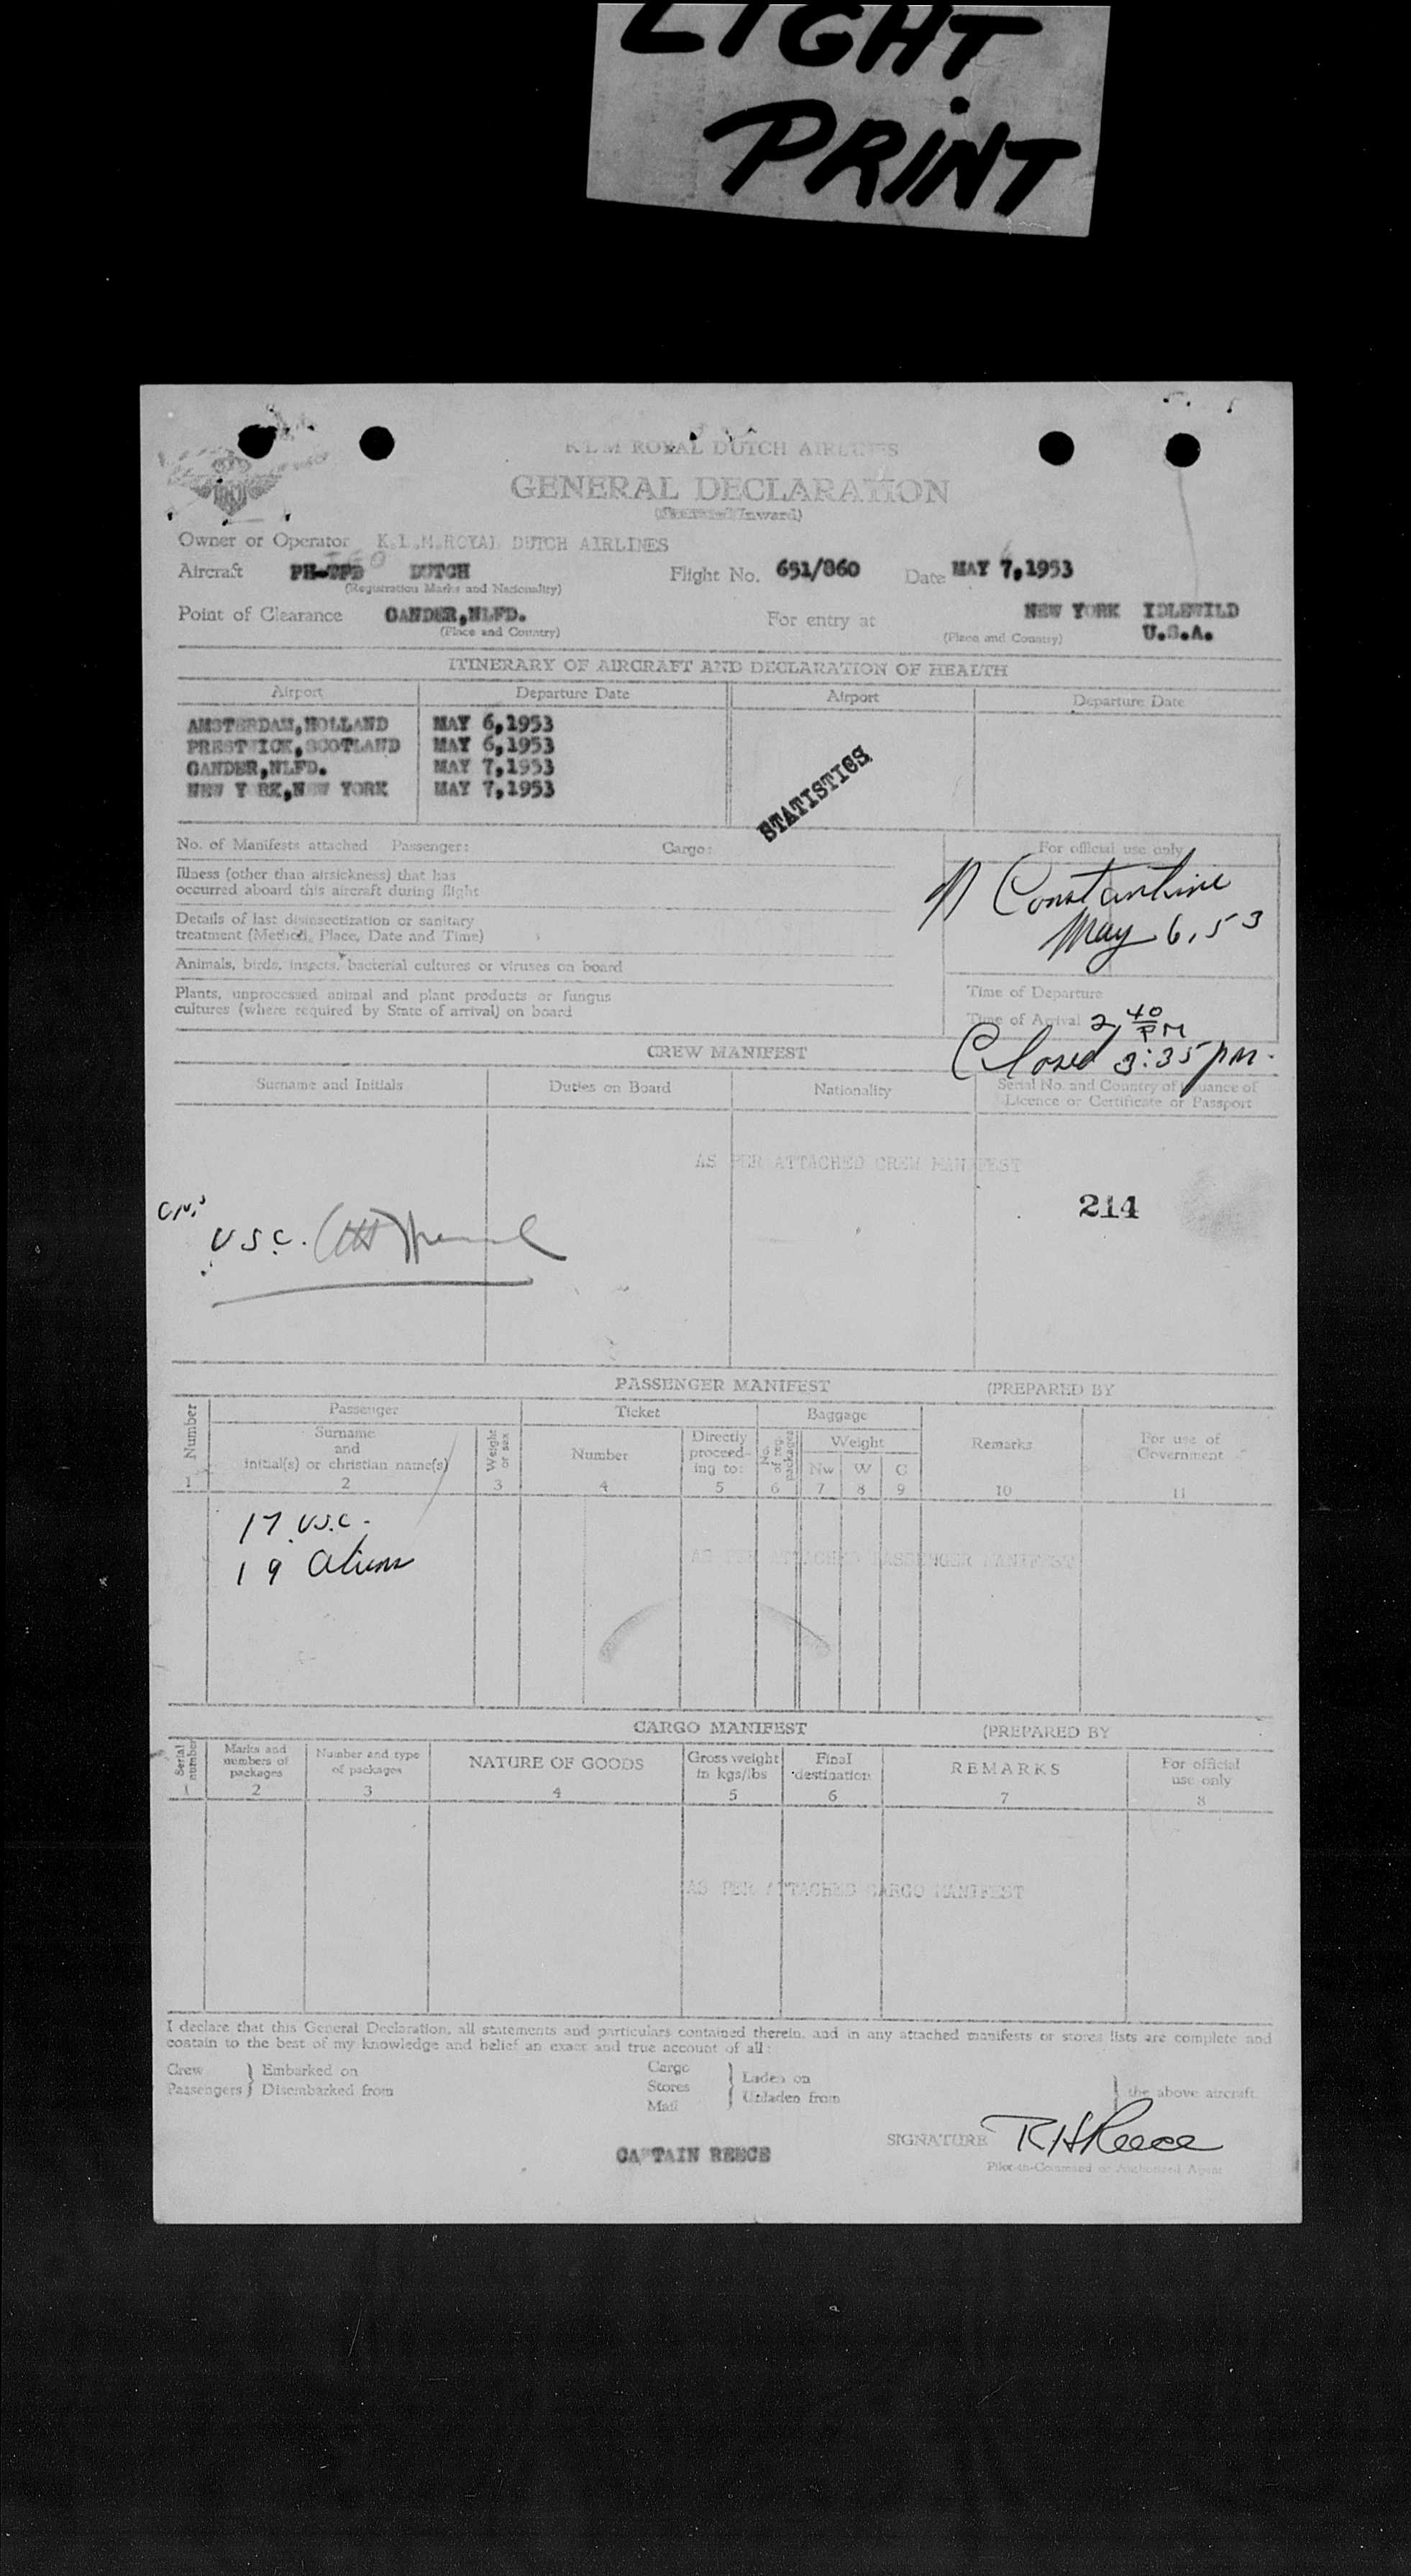 LIGHT
PRINT
K L M ROYAL DUTCH AIRLINES
GENERAL DECLARATION
Inward)
Owner or Operator K.L.M. ROYAL DUTCH AIRLINES
Aircraft DUTCH Flight No. 651/860 Date MAY 7,1953
(Registration Marks and Nationality)
Point of Clearance GANDER,NLFD. For entry at NEW YORK IDLEWILD
(Place and Country) (Place and Country) U.S.A.
ITINERARY OF AIRCRAFT AND DECLARATION OF HEALTH
Airport Departure Date Airport Departure Date
AMSTERDAM,HOLLAND MAY 6,1953
PRESTWICK,SCOTLAND MAY 6,1953
GANDER,NLFD. MAY 7,1953
NEW YORK,NEW YORK MAY 7,1953
STATISTICS
No. of Manifests attached Passenger: Cargo: For official use only
Illness (other than airsickness) that has
occurred aboard this aircraft during flight
Constantine
May 6, 53
Details of last disinsectization or sanitary
treatment (Method, Place, Date and Time)
Animals, birds, insects, bacterial cultures or viruses on board
Plants, unprocessed animal and plant products or fungus
cultures (where required by State of arrival) on board
Time of Departure
Time of Arrival 2,40 PM
Closed 3:35 pm.
CREW MANIFEST
Surname and Initials Duties on Board Nationality Serial No. and Country of Issuance of
Licence or Certificate or Passport
AS PER ATTACHED CREW MANIFEST
214
U S C.
PASSENGER MANIFEST (PREPARED BY
Number Passenger Ticket Baggage
Surname
and
initial(s) or christian name(s)
Weight or sex
Number
Directly proceed-ing to:
No. of reg. packages
Weight
Nw W C
Remarks
For use of Government
1 2 3 4 5 6 7 8 9 10 11
17 U.S.C.
19 Aliens
AS PER ATTACHED PASSENGER MANIFEST
CARGO MANIFEST (PREPARED BY
Serial number
Marks and numbers of packages
Number and type of packages
NATURE OF GOODS
Gross weight in kgs/lbs
Final destination
REMARKS
For official use only
1 2 3 4 5 6 7 8
AS PER ATTACHED CARGO MANIFEST
I declare that this General Declaration, all statements and particulars contained therein, and in any attached manifests or stores lists are complete and
contain to the best of my knowledge and belief an exact and true account of all:
Crew } Embarked on Cargo } Laden on
Passengers } Disembarked from Stores } Unladen from } the above aircraft.
Mail
CAPTAIN REECE SIGNATURE R H Reece
Pilot-in-Command or Authorized Agent